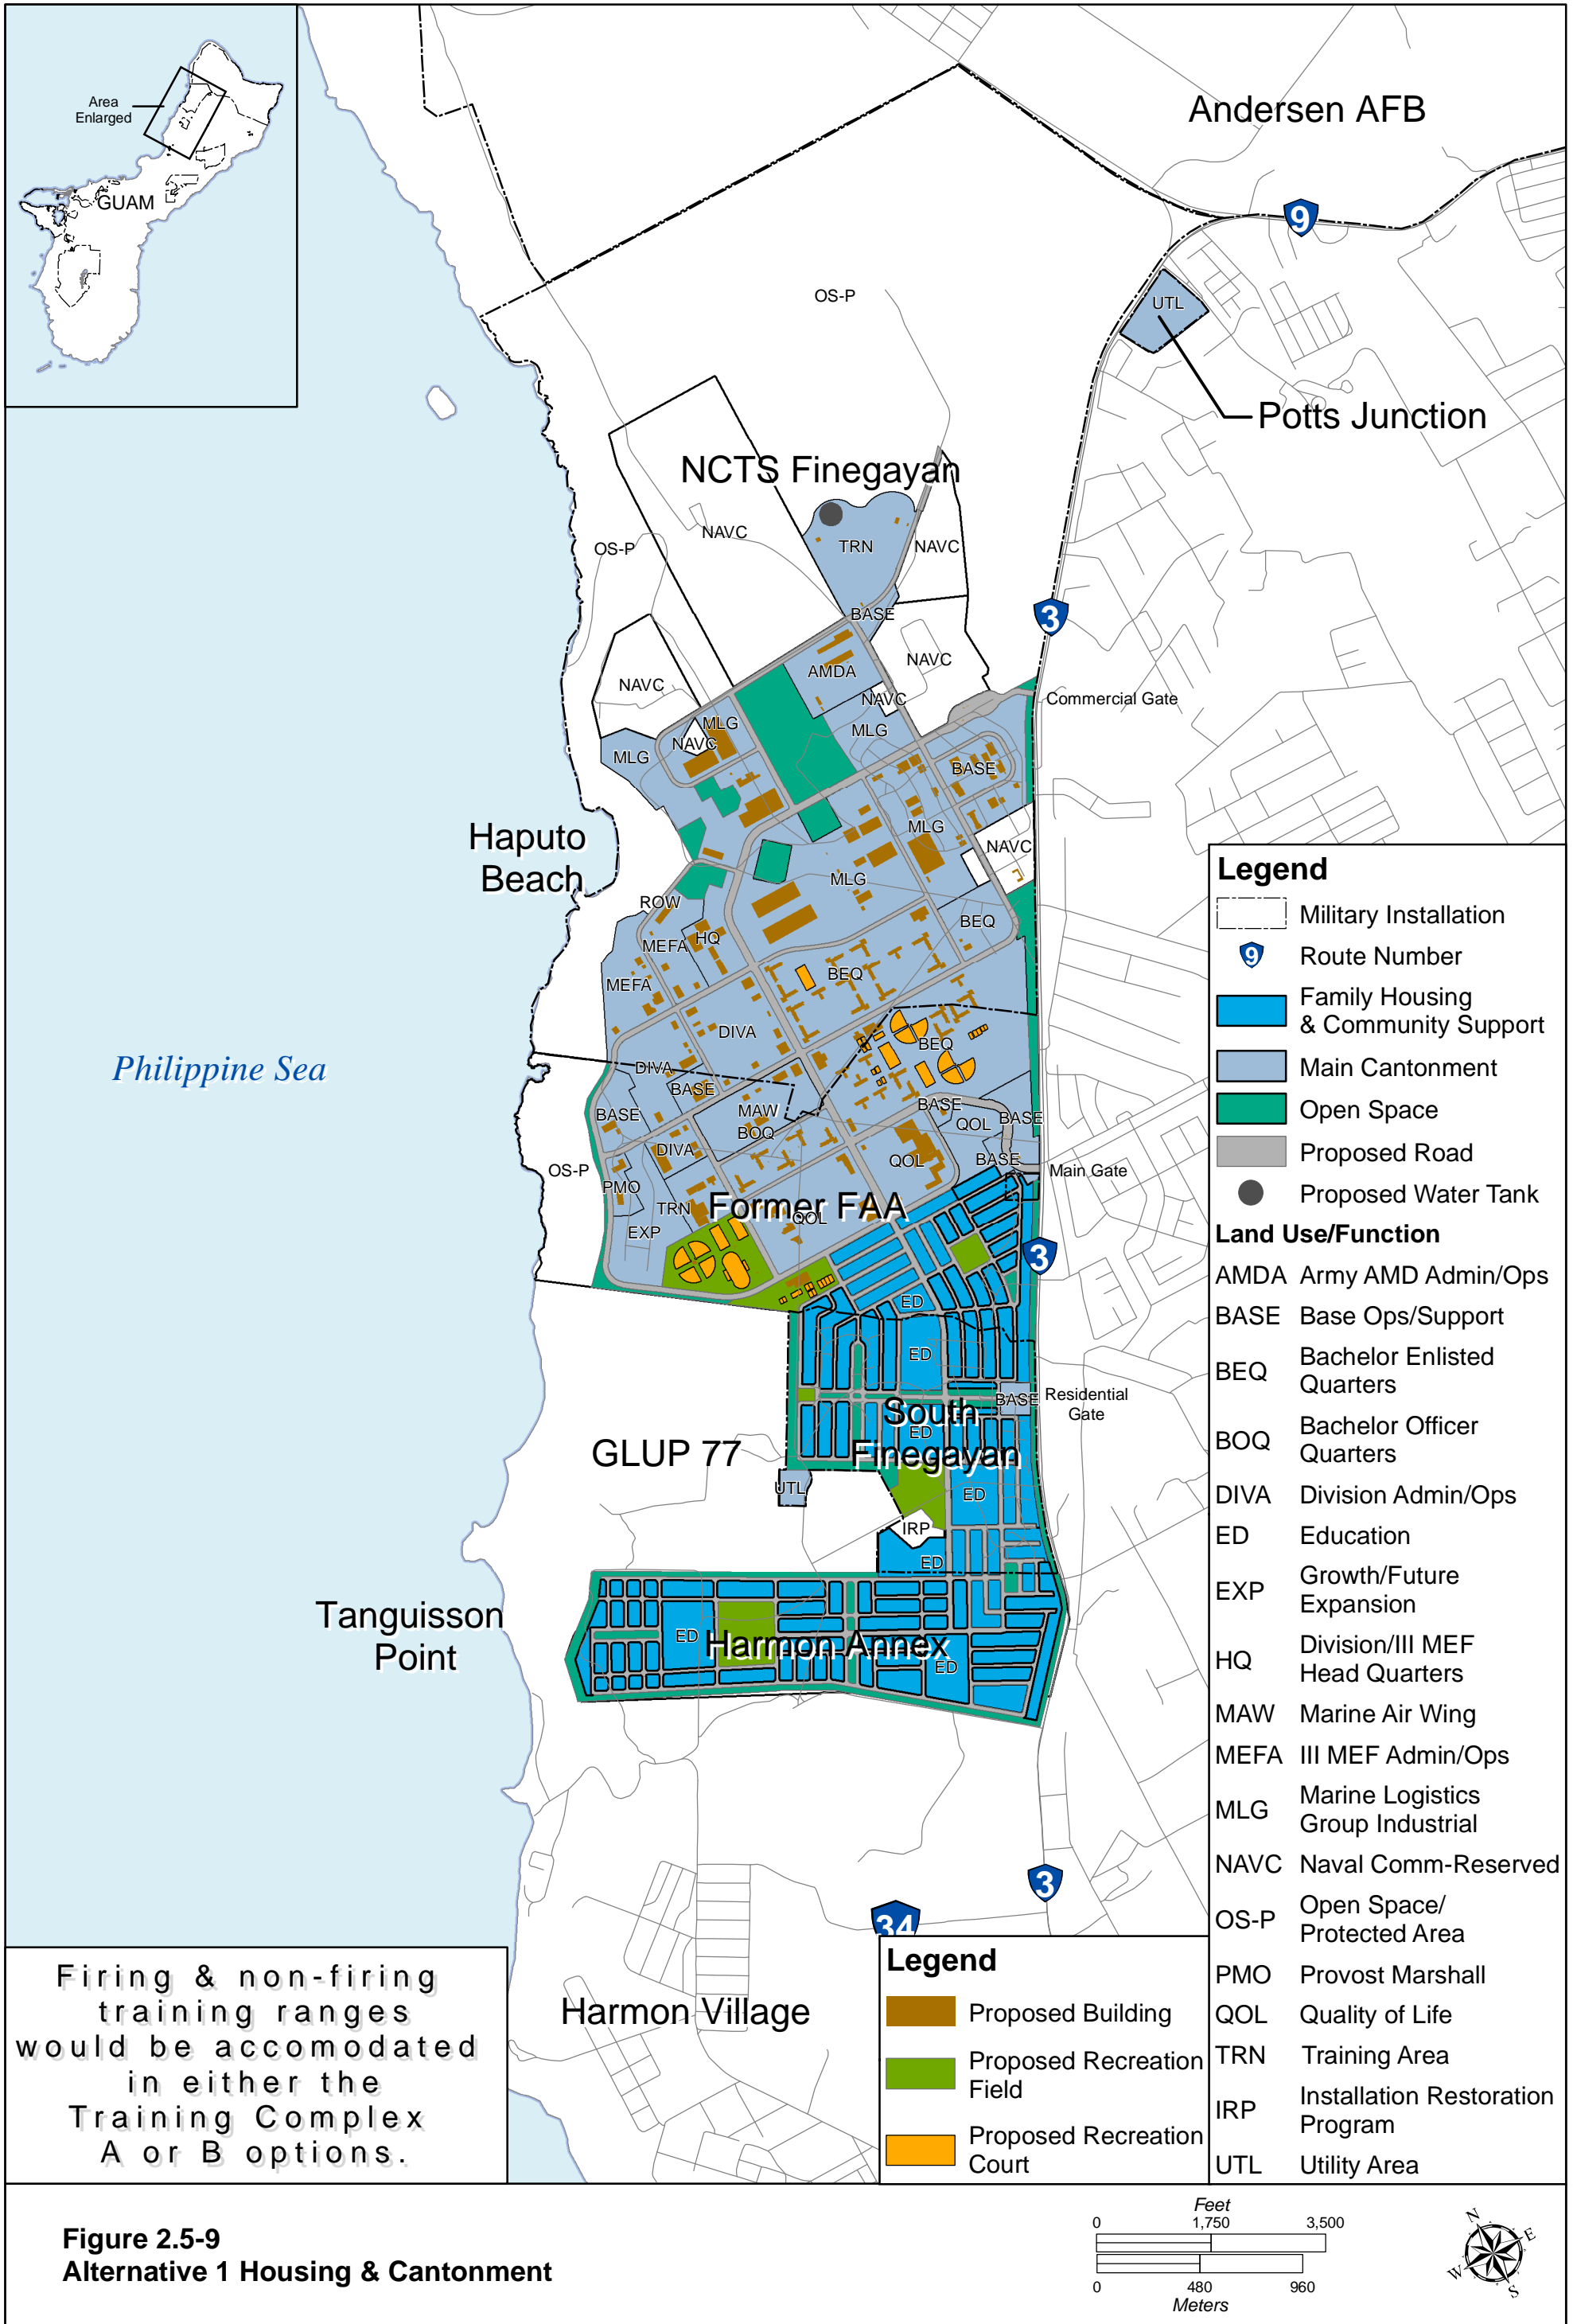 Area
Enlarged
GUAM
Andersen AFB
9
OS-P
UTL
Potts Junction
NCTS Finegayan
NAVC
OS-P
TRN
NAVC
BASE
3
NAVC
AMDA
NAVC
NAVC
Commercial Gate
MLG
MLG
NAVC
MLG
BASE
MLG
Haputo
Beach
NAVC
MLG
ROW
BEQ
HQ
MEFA
BEQ
MEFA
DIVA
BEQ
Philippine Sea
DIVA
BASE
MAW
BOQ
BASE
BASE
QOL
BASE
DIVA
QOL
BASE
Main Gate
OS-P
PMO
TRN
Former FAA
QOL
EXP
3
ED
ED
BASE
Residential
Gate
South
Finegayan
ED
GLUP 77
UTL
ED
IRP
ED
Tanguisson
Point
ED
Harmon Annex
ED
3
34
Harmon Village
Firing & non-firing
training ranges
would be accomodated
in either the
Training Complex
A or B options.
Legend
Proposed Building
Proposed Recreation
Field
Proposed Recreation
Court
Legend
Military Installation
9 Route Number
Family Housing
& Community Support
Main Cantonment
Open Space
Proposed Road
Proposed Water Tank
Land Use/Function
AMDA Army AMD Admin/Ops
BASE Base Ops/Support
BEQ Bachelor Enlisted
Quarters
BOQ Bachelor Officer
Quarters
DIVA Division Admin/Ops
ED Education
EXP Growth/Future
Expansion
HQ Division/III MEF
Head Quarters
MAW Marine Air Wing
MEFA III MEF Admin/Ops
MLG Marine Logistics
Group Industrial
NAVC Naval Comm-Reserved
OS-P Open Space/
Protected Area
PMO Provost Marshall
QOL Quality of Life
TRN Training Area
IRP Installation Restoration
Program
UTL Utility Area
Figure 2.5-9
Alternative 1 Housing & Cantonment
Feet
0 1,750 3,500
0 480 960
Meters
N
E
W
S